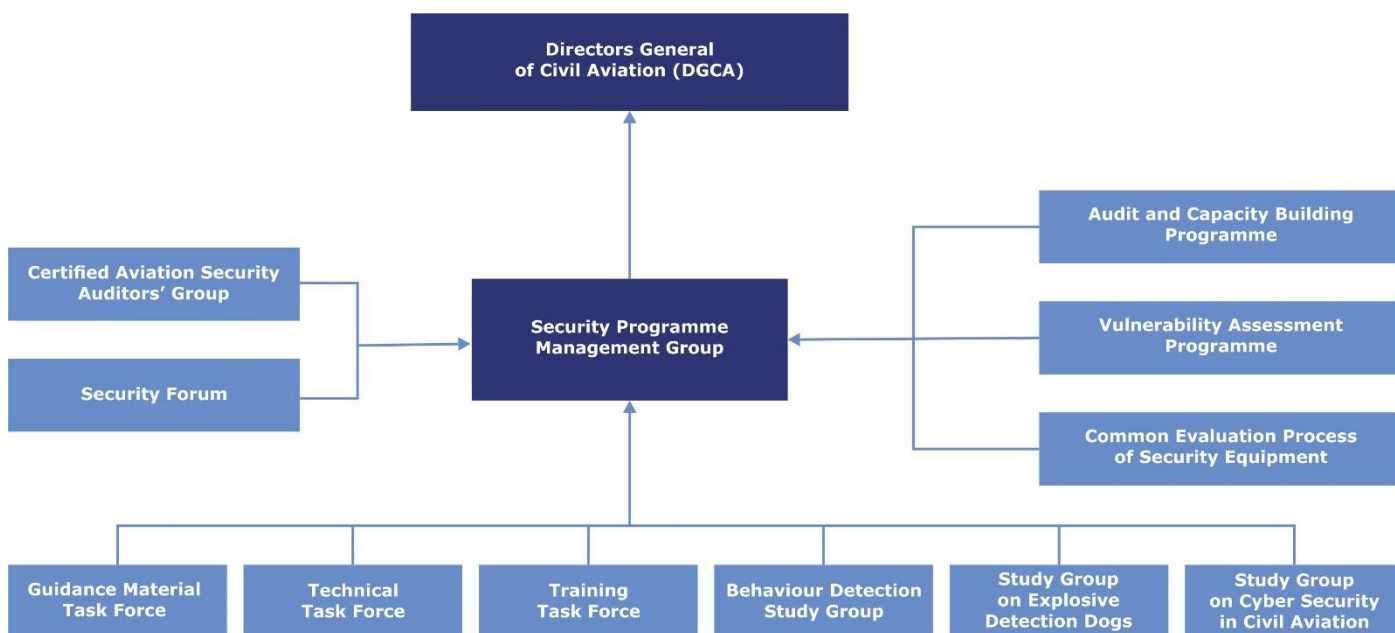 Directors General
of Civil Aviation (DGCA)
Certified Aviation Security
Auditors’ Group
Security Forum
Security Programme
Management Group
Audit and Capacity Building
Programme
Vulnerability Assessment
Programme
Common Evaluation Process
of Security Equipment
Guidance Material
Task Force
Technical
Task Force
Training
Task Force
Behaviour Detection
Study Group
Study Group
on Explosive
Detection Dogs
Study Group
on Cyber Security
in Civil Aviation